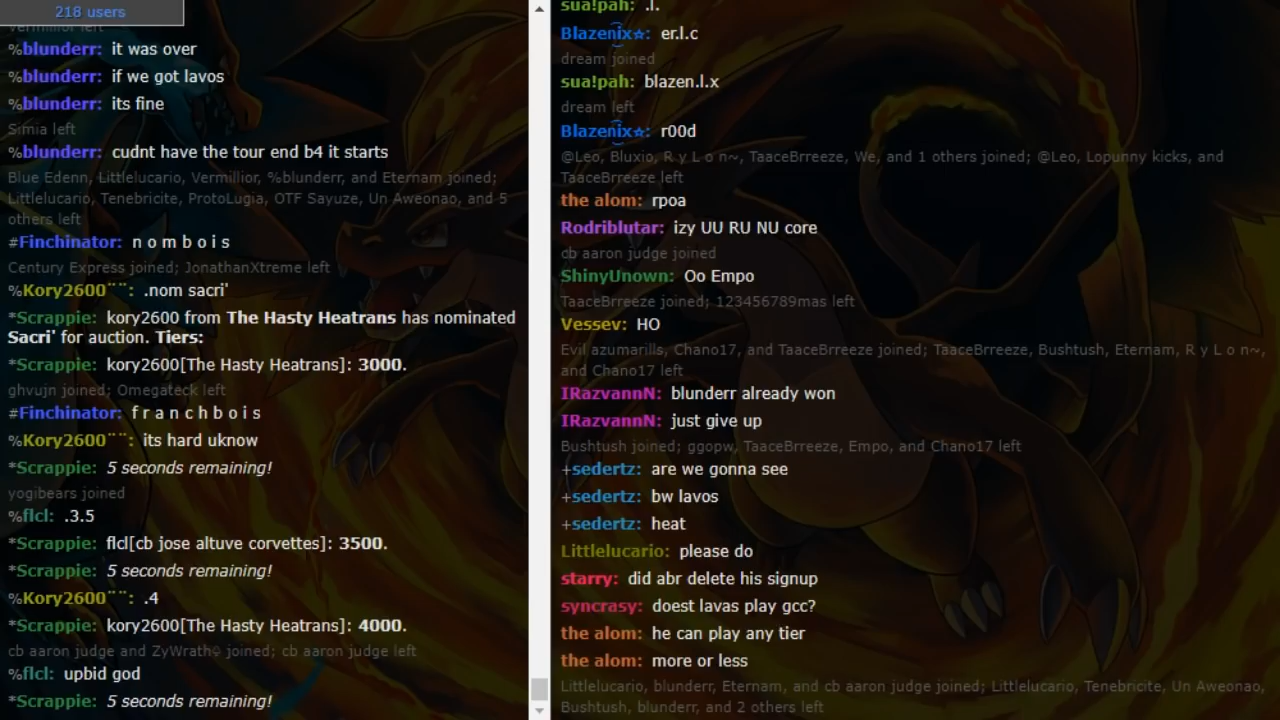 218 users
Vermillior left
%blunderr: it was over
%blunderr: if we got lavos
%blunderr: its fine
Simia left
%blunderr: cudnt have the tour end b4 it starts
Blue Edenn, Littlelucario, Vermillior, %blunderr, and Eternam joined;
Littlelucario, Tenebricite, ProtoLugia, OTF Sayuze, Un Aweonao, and 5
others left
#Finchinator: n o m b o i s
Century Express joined; JonathanXtreme left
%Kory2600¨¨: .nom sacri'
*Scrappie: kory2600 from The Hasty Heatrans has nominated
Sacri' for auction. Tiers:
*Scrappie: kory2600[The Hasty Heatrans]: 3000.
ghvujn joined; Omegateck left
#Finchinator: f r a n c h b o i s
%Kory2600¨¨: its hard uknow
*Scrappie: 5 seconds remaining!
yogibears joined
%flcl: .3.5
*Scrappie: flcl[cb jose altuve corvettes]: 3500.
*Scrappie: 5 seconds remaining!
%Kory2600¨¨: .4
*Scrappie: kory2600[The Hasty Heatrans]: 4000.
cb aaron judge and ZyWrath joined; cb aaron judge left
%flcl: upbid god
*Scrappie: 5 seconds remaining!
sua!pah: .l.
Blazenix☆: er.l.c
dream joined
sua!pah: blazen.l.x
dream left
Blazenix☆: r00d
@Leo, Bluxio, R y L o n~, TaaceBrreeze, We, and 1 others joined; @Leo, Lopunny kicks, and
TaaceBrreeze left
the alom: rpoa
Rodriblutar: izy UU RU NU core
cb aaron judge joined
ShinyUnown: Oo Empo
TaaceBrreeze joined; 123456789mas left
Vessev: HO
Evil azumarills, Chano17, and TaaceBrreeze joined; TaaceBrreeze, Bushtush, Eternam, R y L o n~,
and Chano17 left
IRazvannN: blunderr already won
IRazvannN: just give up
Bushtush joined; ggopw, TaaceBrreeze, Empo, and Chano17 left
+sedertz: are we gonna see
+sedertz: bw lavos
+sedertz: heat
Littlelucario: please do
starry: did abr delete his signup
syncrasy: doest lavas play gcc?
the alom: he can play any tier
the alom: more or less
Littlelucario, blunderr, Eternam, and cb aaron judge joined; Littlelucario, Tenebricite, Un Aweonao,
Bushtush, blunderr, and 2 others left